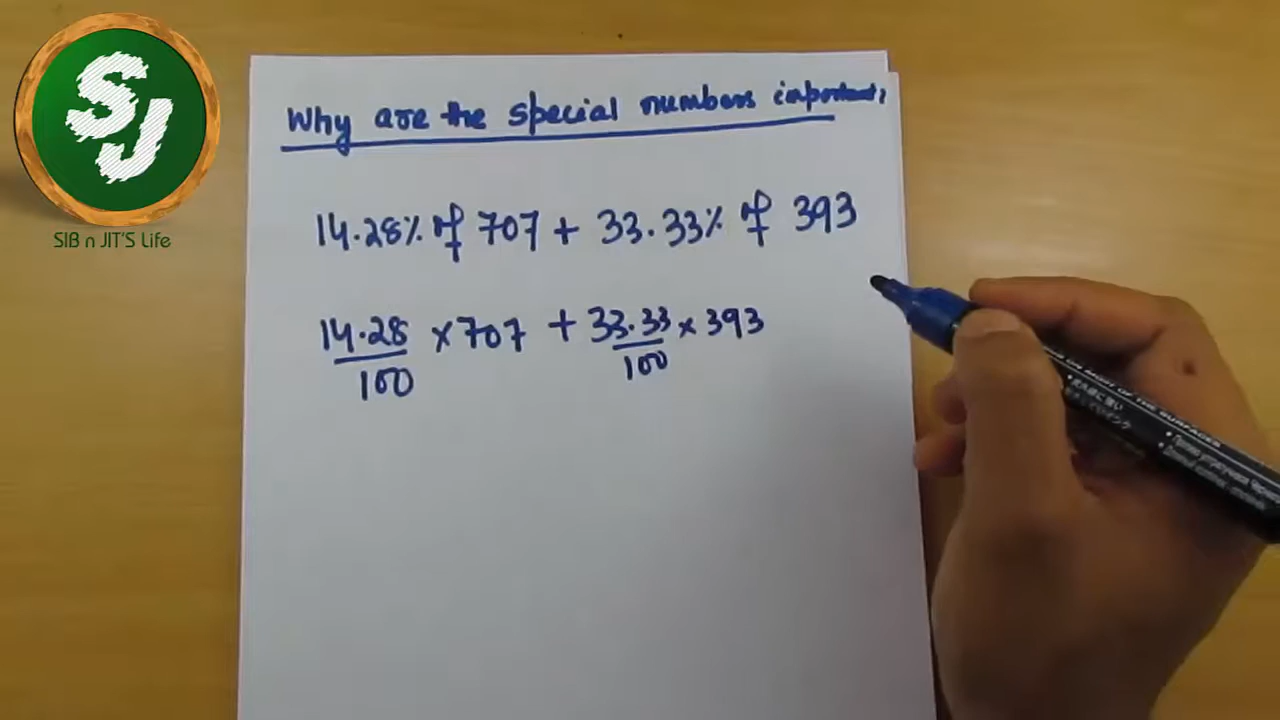 SJ
SIB n JIT'S Life
Why are the special numbers important?
14.28% of 707 + 33.33% of 393
14.28/100 × 707 + 33.33/100 × 393